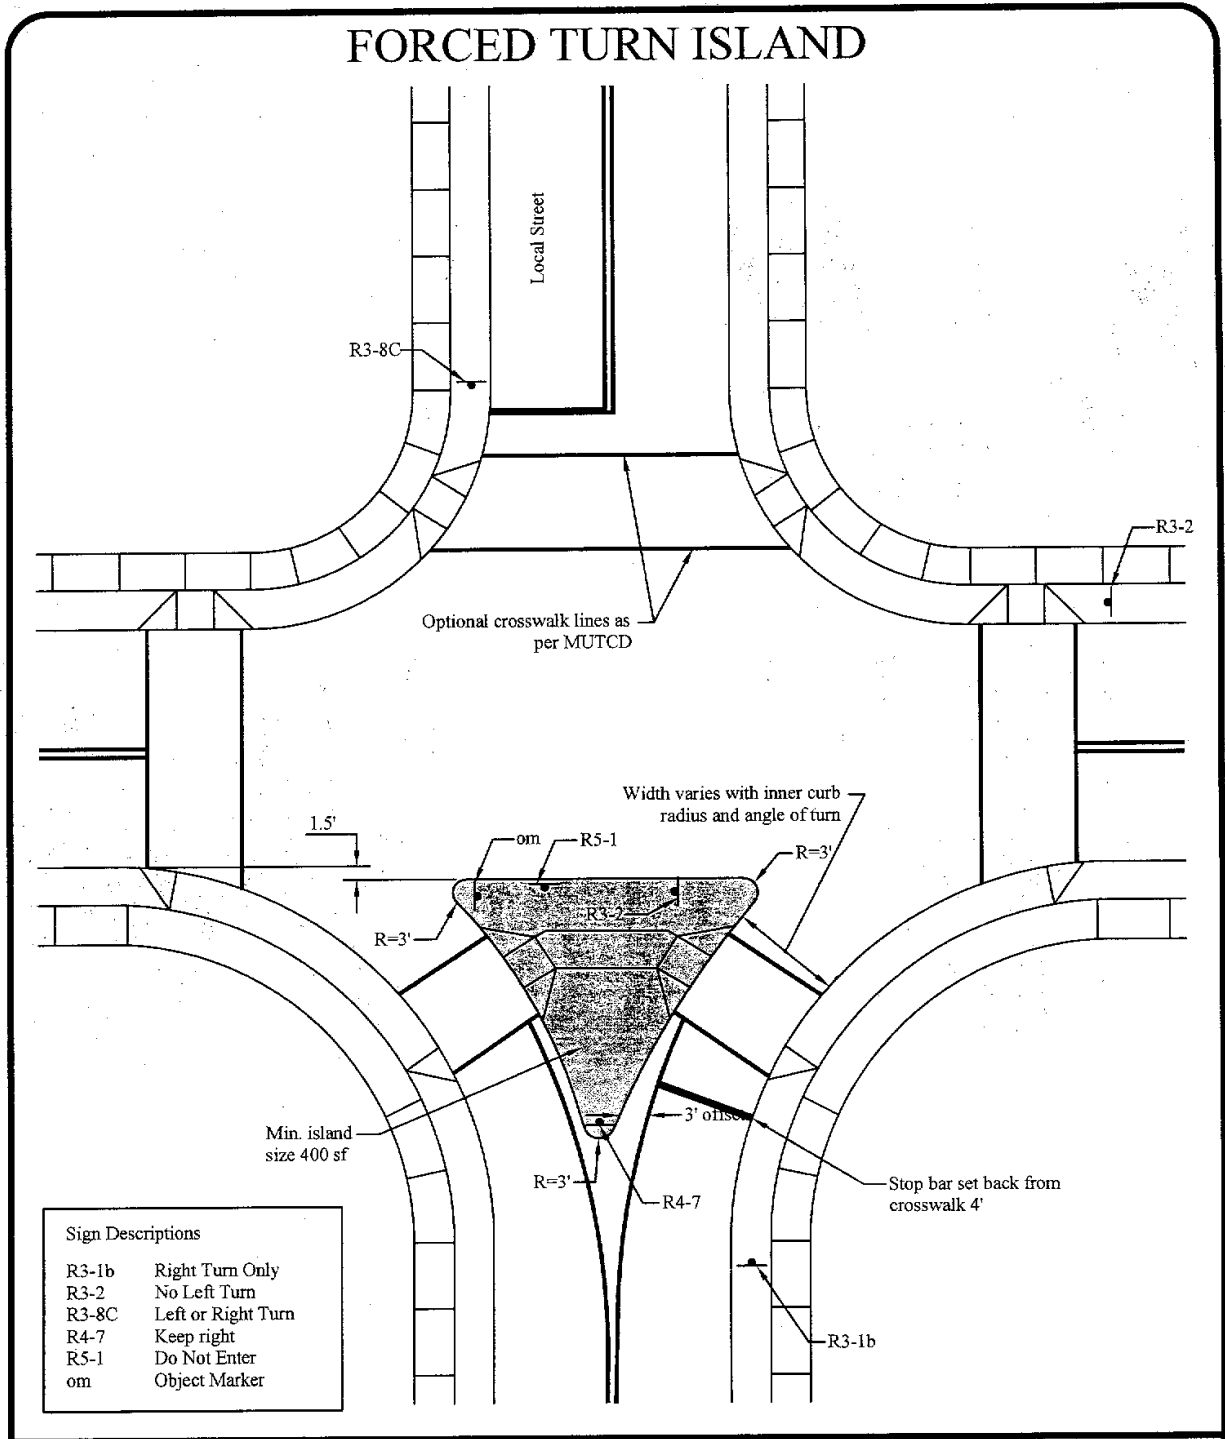 FORCED TURN ISLAND
Local Street
R3-8C
R3-2
Optional crosswalk lines as
per MUTCD
Width varies with inner curb
radius and angle of turn
1.5'
om
R5-1
R=3'
R3-2
R=3'
3' offset
Min. island
size 400 sf
R=3'
R4-7
Stop bar set back from
crosswalk 4'
R3-1b
Sign Descriptions
R3-1b Right Turn Only
R3-2 No Left Turn
R3-8C Left or Right Turn
R4-7 Keep right
R5-1 Do Not Enter
om Object Marker